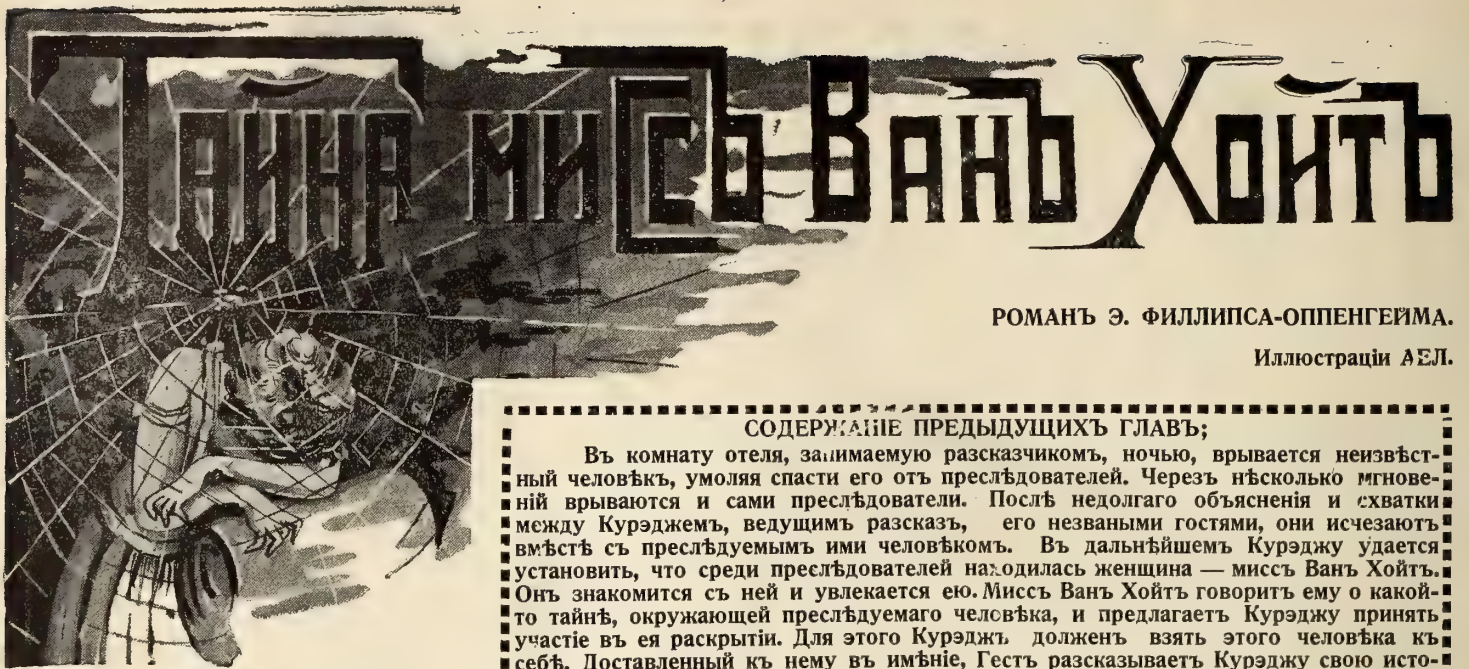 Тайна миссъ Ванъ Хойтъ
РОМАНЪ Э. ФИЛЛИПСА-ОППЕНГЕЙМА.
Иллюстраціи АЕЛ.
СОДЕРЖАНІЕ ПРЕДЫДУЩИХЪ ГЛАВЪ;
Въ комнату отеля, занимаемую разсказчикомъ, ночью, врывается неизвѣст-
ный человѣкъ, умоляя спасти его отъ преслѣдователей. Черезъ нѣсколько мгнове-
ній врываются и сами преслѣдователи. Послѣ недолгаго объясненія и схватки
между Курэджемъ, ведущимъ разсказъ, его незваными гостями, они исчезаютъ
вмѣстѣ съ преслѣдуемымъ ими человѣкомъ. Въ дальнѣйшемъ Курэджу удается
установить, что среди преслѣдователей находилась женщина — миссъ Ванъ Хойтъ.
Онъ знакомится съ ней и увлекается ею. Миссъ Ванъ Хойтъ говоритъ ему о какой-
то тайнѣ, окружающей преслѣдуемаго человѣка, и предлагаетъ Курэджу принять
участіе въ ея раскрытіи. Для этого Курэджъ долженъ взять этого человѣка къ
себѣ. Доставленный къ нему въ имѣніе, Гестъ разсказываетъ Курэджу свою исто-